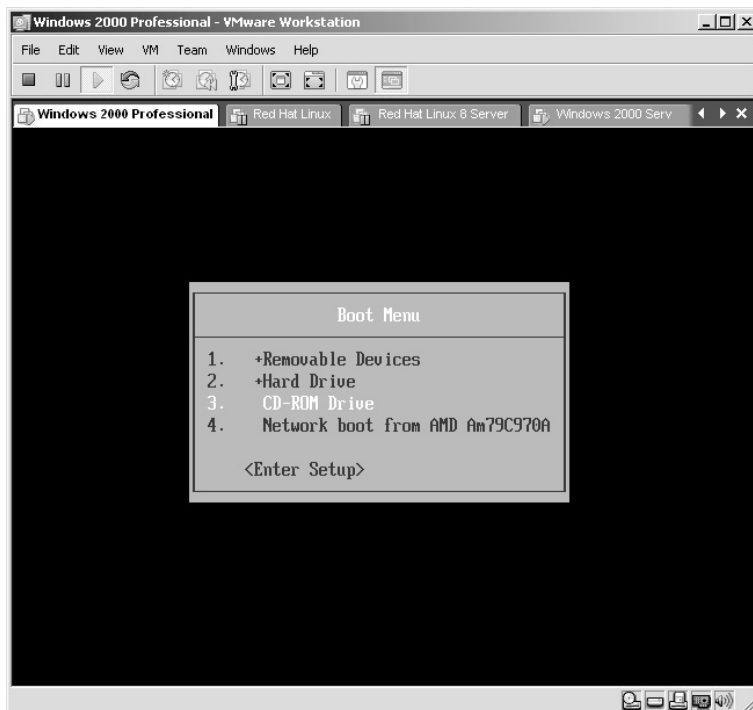 Windows 2000 Professional - VMware Workstation
File Edit View VM Team Windows Help
Windows 2000 Professional Red Hat Linux Red Hat Linux 8 Server Windows 2000 Serv
Boot Menu
1. +Removable Devices
2. +Hard Drive
3. CD-ROM Drive
4. Network boot from AMD Am79C970A
<Enter Setup>